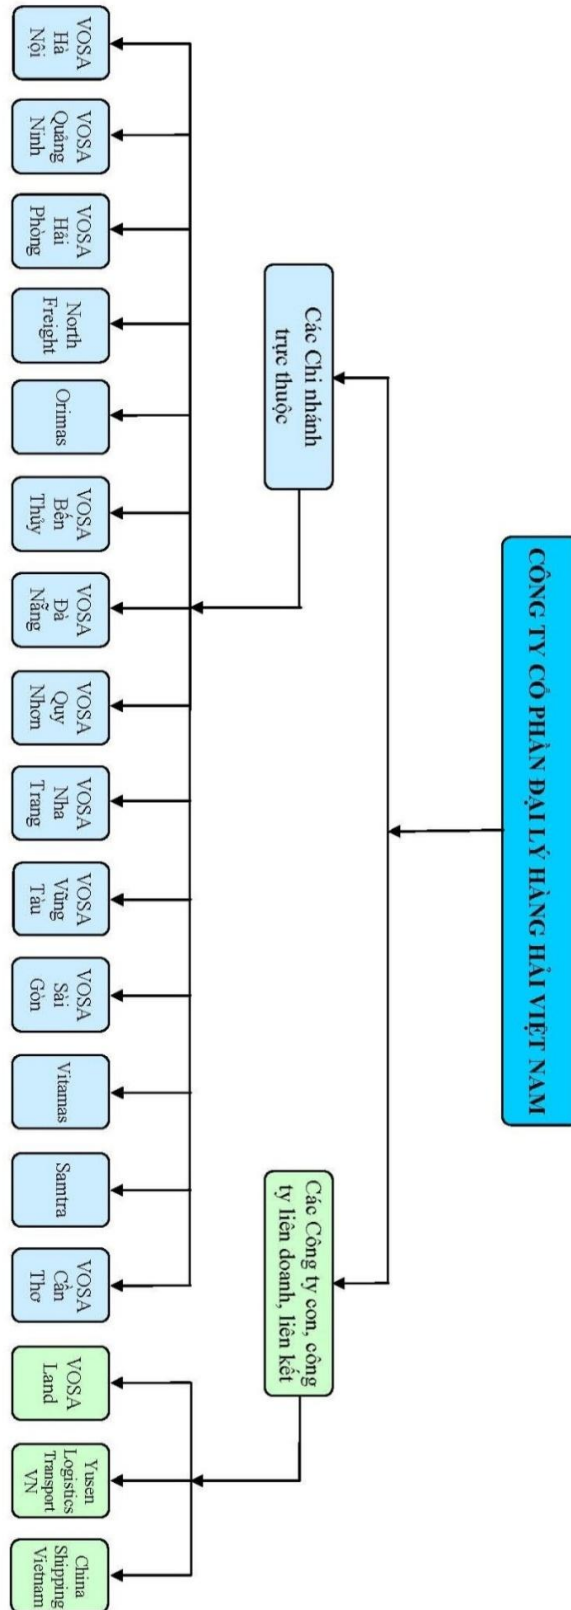 CÔNG TY CỔ PHẦN ĐẠI LÝ HÀNG HẢI VIỆT NAM
Các Chi nhánh
trực thuộc
Các Công ty con, công
ty liên doanh, liên kết
VOSA
Hà
Nội
VOSA
Quảng
Ninh
VOSA
Hải
Phòng
North
Freight
Orimas
VOSA
Bến
Thủy
VOSA
Đà
Nẵng
VOSA
Quy
Nhơn
VOSA
Nha
Trang
VOSA
Vũng
Tàu
VOSA
Sài
Gòn
Vitamas
Samtra
VOSA
Cần
Thơ
VOSA
Land
Yusen
Logistics
Transport
VN
China
Shipping
Vietnam